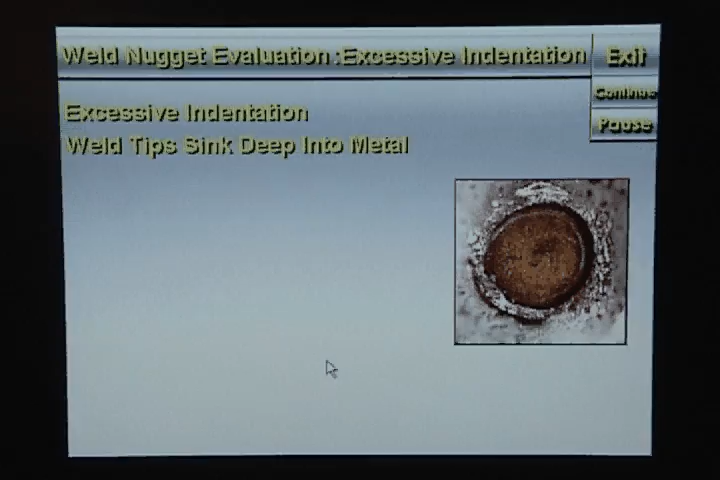 Weld Nugget Evaluation :Excessive Indentation
Exit
Continue
Pause
Excessive Indentation
Weld Tips Sink Deep Into Metal